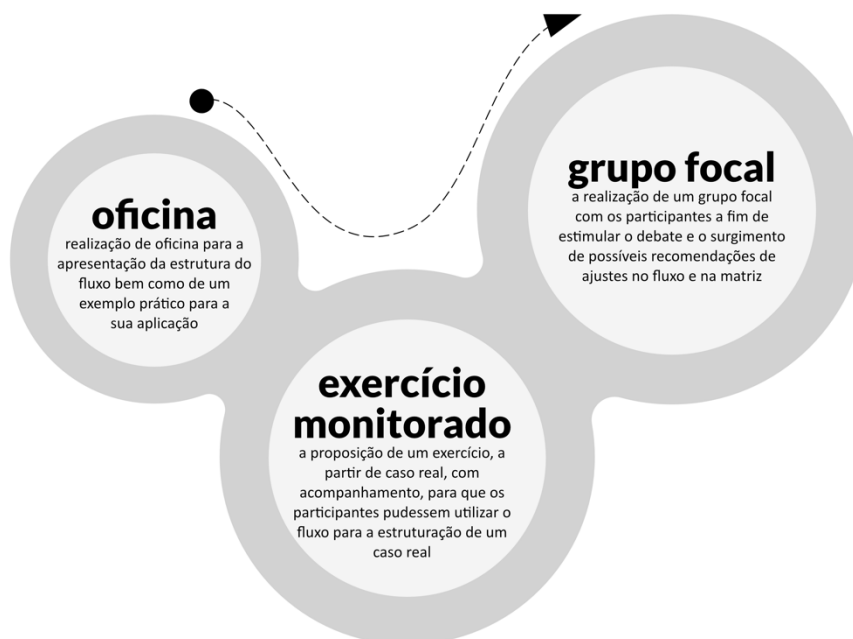 oficina
realização de oficina para a
apresentação da estrutura do
fluxo bem como de um
exemplo prático para a
sua aplicação
exercício
monitorado
a proposição de um exercício, a
partir de caso real, com
acompanhamento, para que os
participantes pudessem utilizar o
fluxo para a estruturação de um
caso real
grupo focal
a realização de um grupo focal
com os participantes a fim de
estimular o debate e o surgimento
de possíveis recomendações de
ajustes no fluxo e na matriz